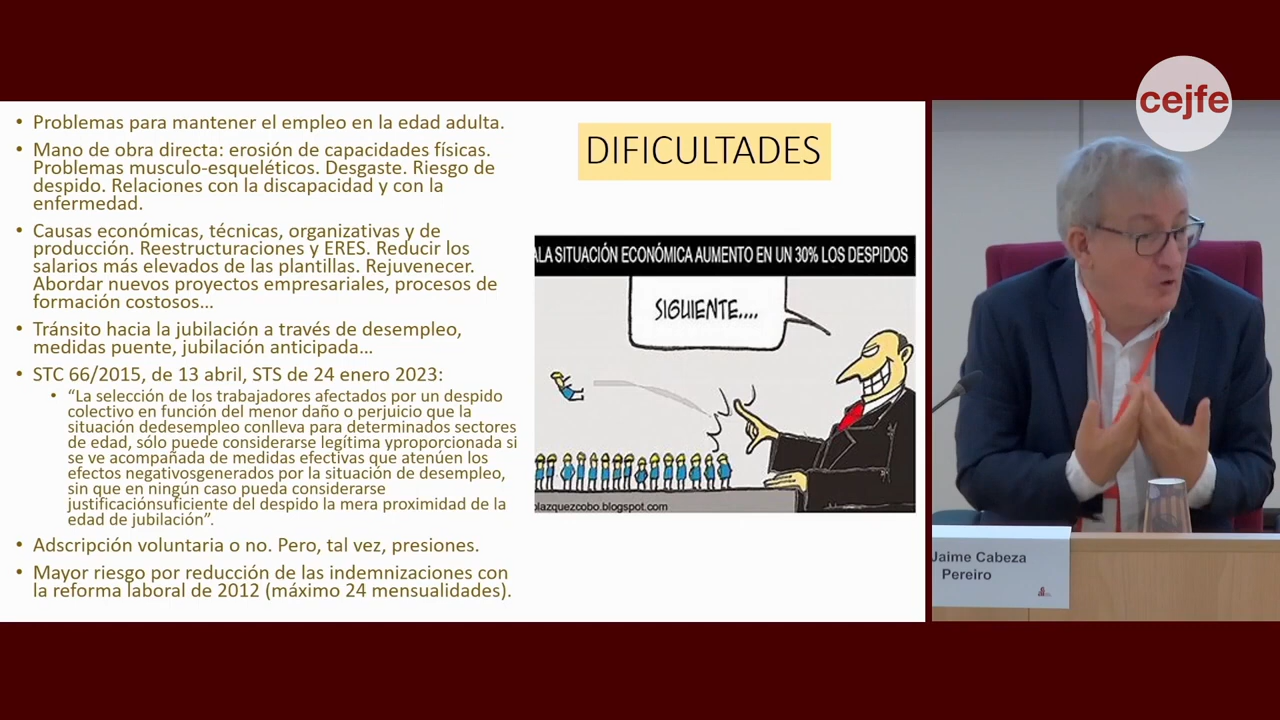 cejfe
• Problemas para mantener el empleo en la edad adulta.
• Mano de obra directa: erosión de capacidades físicas.
Problemas musculo-esqueléticos. Desgaste. Riesgo de
despido. Relaciones con la discapacidad y con la
enfermedad.
• Causas económicas, técnicas, organizativas y de
producción. Reestructuraciones y ERES. Reducir los
salarios más elevados de las plantillas. Rejuvenecer.
Abordar nuevos proyectos empresariales, procesos de
formación costosos...
• Tránsito hacia la jubilación a través de desempleo,
medidas puente, jubilación anticipada...
• STC 66/2015, de 13 abril, STS de 24 enero 2023:
• “La selección de los trabajadores afectados por un despido
colectivo en función del menor daño o perjuicio que la
situación dedesempleo conlleva para determinados sectores
de edad, sólo puede considerarse legítima yproporcionada si
se ve acompañada de medidas efectivas que atenúen los
efectos negativosgenerados por la situación de desempleo,
sin que en ningún caso pueda considerarse
justificaciónsuficiente del despido la mera proximidad de la
edad de jubilación”.
• Adscripción voluntaria o no. Pero, tal vez, presiones.
• Mayor riesgo por reducción de las indemnizaciones con
la reforma laboral de 2012 (máximo 24 mensualidades).
DIFICULTADES
ALA SITUACIÓN ECONÓMICA AUMENTO EN UN 30% LOS DESPIDOS
SIGUIENTE....
lazquezcobo.blogspot.com
Jaime Cabeza
Pereiro